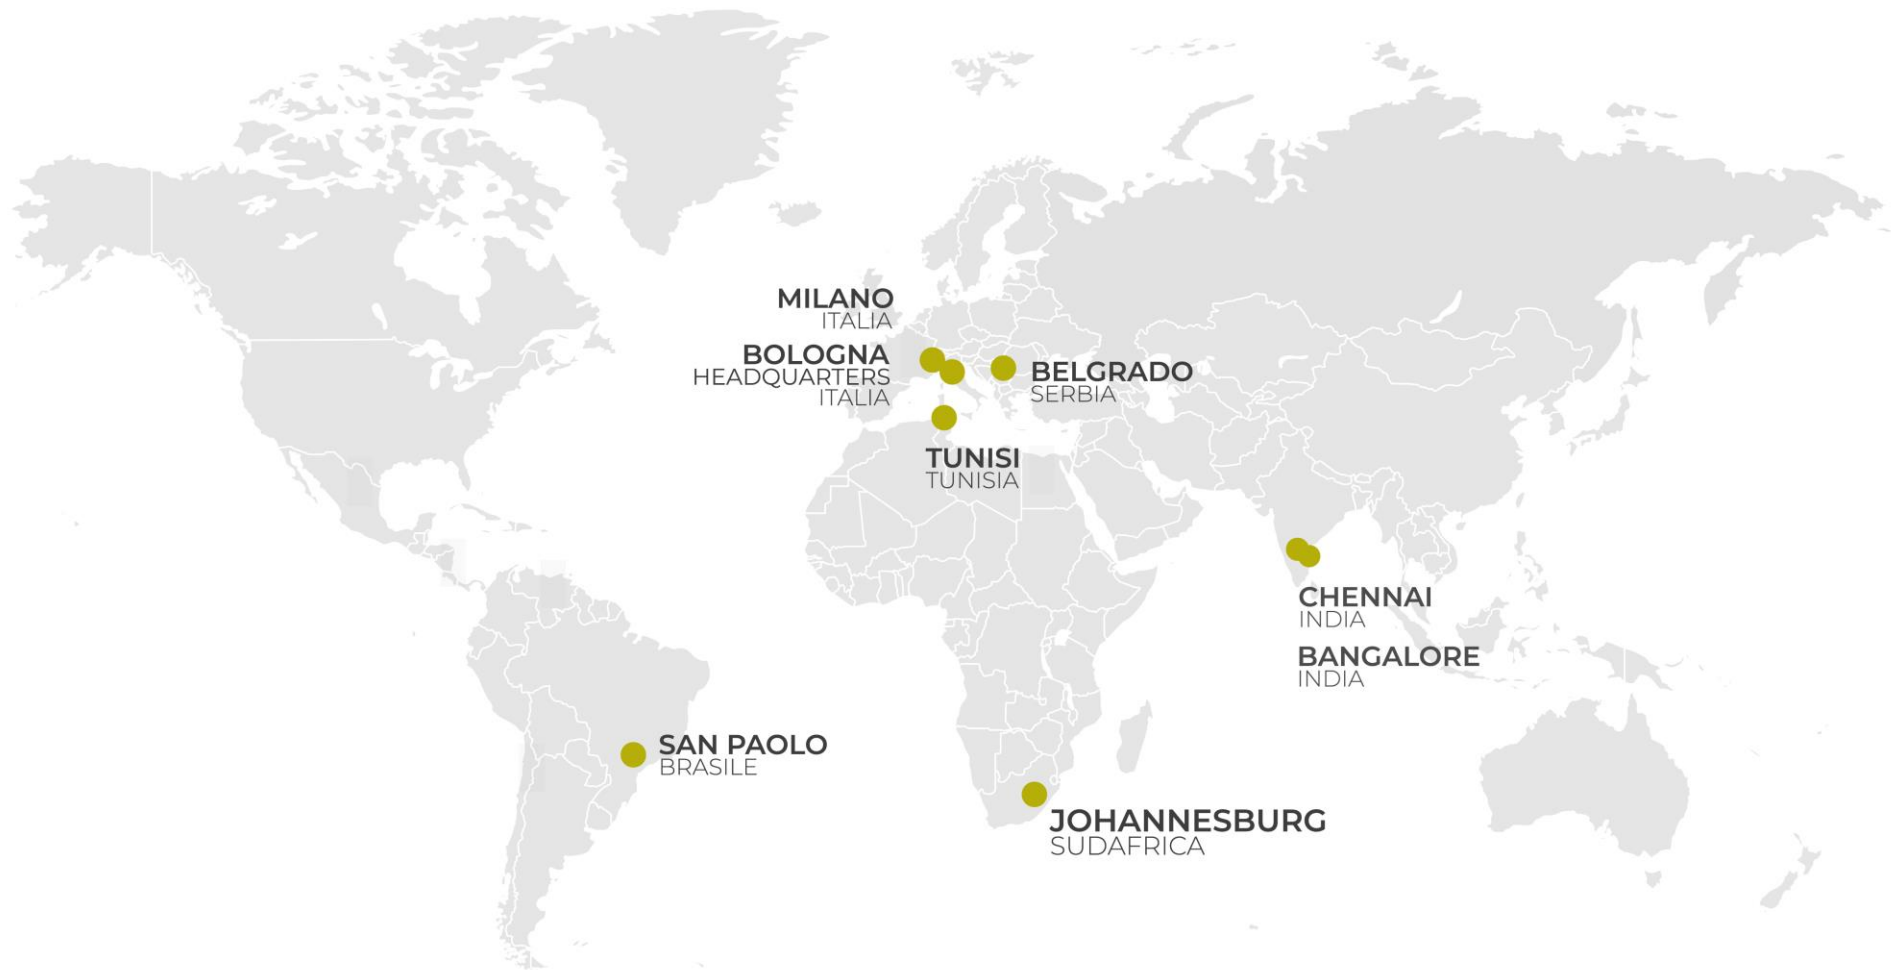 MILANO
ITALIA
BOLOGNA
HEADQUARTERS
ITALIA
BELGRADO
SERBIA
TUNISI
TUNISIA
CHENNAI
INDIA
BANGALORE
INDIA
SAN PAOLO
BRASILE
JOHANNESBURG
SUDAFRICA